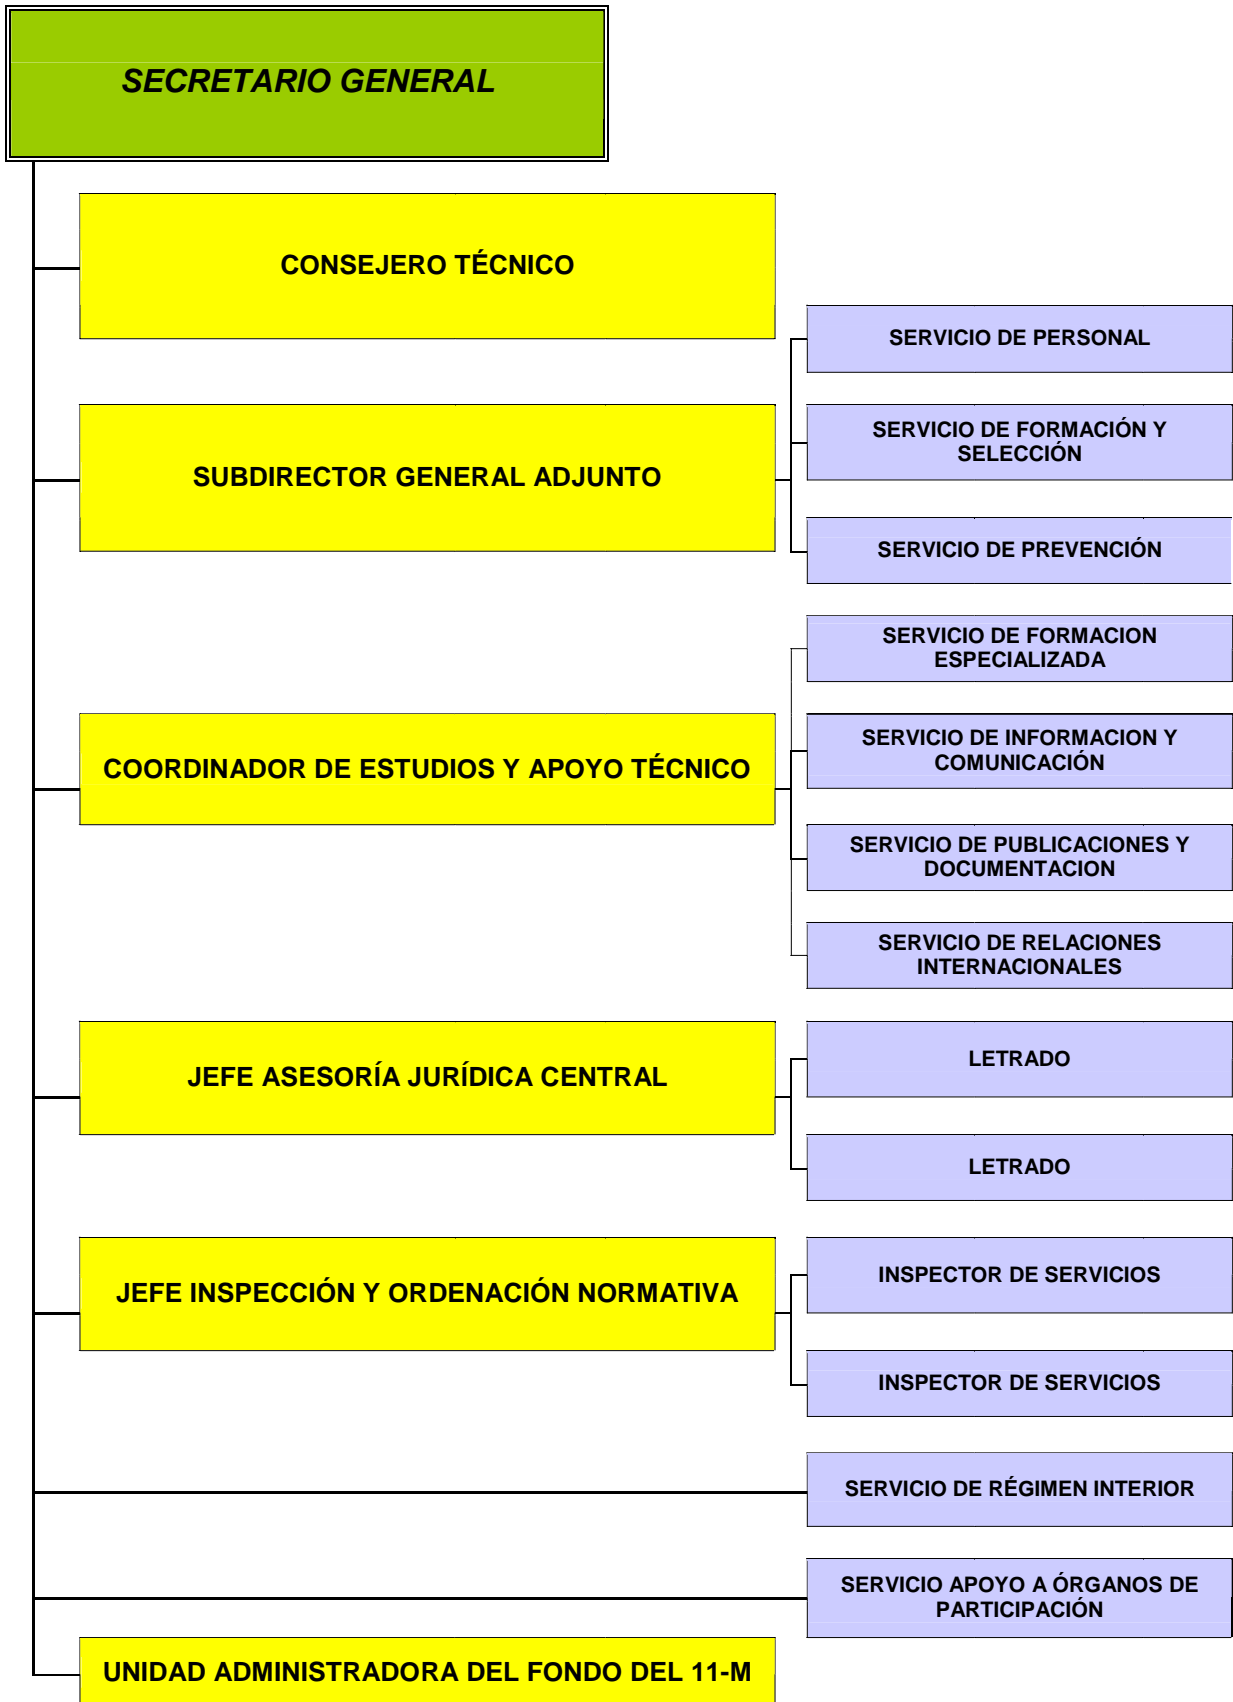 SECRETARIO GENERAL
CONSEJERO TÉCNICO
SERVICIO DE PERSONAL
SUBDIRECTOR GENERAL ADJUNTO
SERVICIO DE FORMACIÓN Y
SELECCIÓN
SERVICIO DE PREVENCIÓN
SERVICIO DE FORMACION
ESPECIALIZADA
COORDINADOR DE ESTUDIOS Y APOYO TÉCNICO
SERVICIO DE INFORMACION Y
COMUNICACIÓN
SERVICIO DE PUBLICACIONES Y
DOCUMENTACION
SERVICIO DE RELACIONES
INTERNACIONALES
JEFE ASESORÍA JURÍDICA CENTRAL
LETRADO
LETRADO
JEFE INSPECCIÓN Y ORDENACIÓN NORMATIVA
INSPECTOR DE SERVICIOS
INSPECTOR DE SERVICIOS
SERVICIO DE RÉGIMEN INTERIOR
SERVICIO APOYO A ÓRGANOS DE
PARTICIPACIÓN
UNIDAD ADMINISTRADORA DEL FONDO DEL 11-M